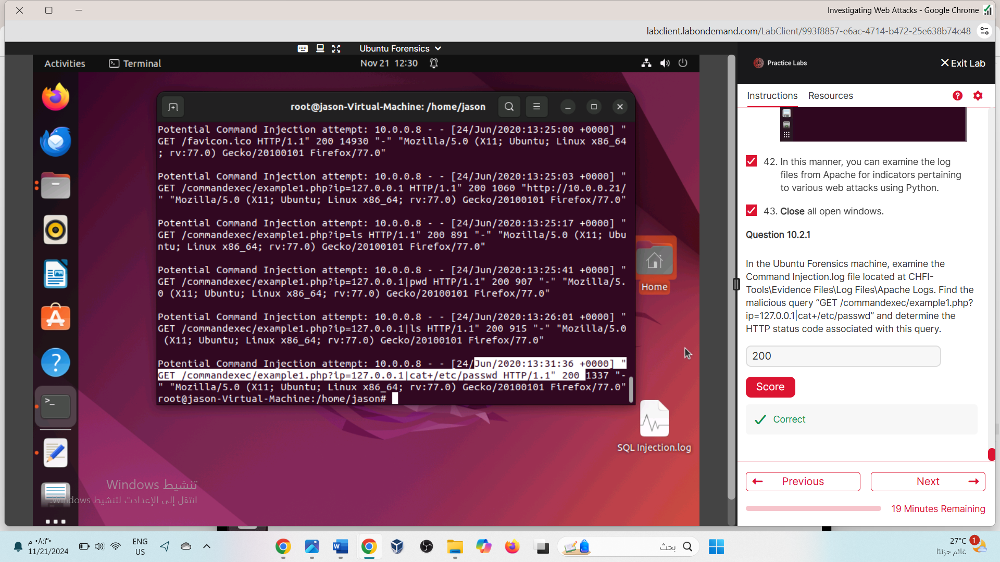 Investigating Web Attacks - Google Chrome
labclient.labondemand.com/LabClient/993f8857-e6ac-4714-b472-25e638b74c48
Ubuntu Forensics
Activities
Terminal
Nov 21 12:30
root@jason-Virtual-Machine: /home/jason
Potential Command Injection attempt: 10.0.0.8 - - [24/Jun/2020:13:25:00 +0000] "
GET /favicon.ico HTTP/1.1" 200 14930 "-" "Mozilla/5.0 (X11; Ubuntu; Linux x86_64
; rv:77.0) Gecko/20100101 Firefox/77.0"
Potential Command Injection attempt: 10.0.0.8 - - [24/Jun/2020:13:25:03 +0000] "
GET /commandexec/example1.php?ip=127.0.0.1 HTTP/1.1" 200 1060 "http://10.0.0.21/
" "Mozilla/5.0 (X11; Ubuntu; Linux x86_64; rv:77.0) Gecko/20100101 Firefox/77.0"
Potential Command Injection attempt: 10.0.0.8 - - [24/Jun/2020:13:25:17 +0000] "
GET /commandexec/example1.php?ip=ls HTTP/1.1" 200 891 "-" "Mozilla/5.0 (X11; Ubu
ntu; Linux x86_64; rv:77.0) Gecko/20100101 Firefox/77.0"
Potential Command Injection attempt: 10.0.0.8 - - [24/Jun/2020:13:25:41 +0000] "
GET /commandexec/example1.php?ip=127.0.0.1|pwd HTTP/1.1" 200 907 "-" "Mozilla/5.
0 (X11; Ubuntu; Linux x86_64; rv:77.0) Gecko/20100101 Firefox/77.0"
Potential Command Injection attempt: 10.0.0.8 - - [24/Jun/2020:13:26:01 +0000] "
GET /commandexec/example1.php?ip=127.0.0.1|ls HTTP/1.1" 200 915 "-" "Mozilla/5.0
(X11; Ubuntu; Linux x86_64; rv:77.0) Gecko/20100101 Firefox/77.0"
Potential Command Injection attempt: 10.0.0.8 - - [24/Jun/2020:13:31:36 +0000] "
GET /commandexec/example1.php?ip=127.0.0.1|cat+/etc/passwd HTTP/1.1" 200 1337 "-
" "Mozilla/5.0 (X11; Ubuntu; Linux x86_64; rv:77.0) Gecko/20100101 Firefox/77.0"
root@jason-Virtual-Machine:/home/jason#
Home
SQL Injection.log
تنشيط Windows
انتقل إلى الإعدادت لتنشيط Windows.
Practice Labs
Exit Lab
Instructions
Resources
42. In this manner, you can examine the log
files from Apache for indicators pertaining
to various web attacks using Python.
43. Close all open windows.
Question 10.2.1
In the Ubuntu Forensics machine, examine the
Command Injection.log file located at CHFI-
Tools\Evidence Files\Log Files\Apache Logs. Find the
malicious query “GET /commandexec/example1.php?
ip=127.0.0.1|cat+/etc/passwd” and determine the
HTTP status code associated with this query.
200
Score
Correct
Previous
Next
19 Minutes Remaining
٠٨:٣٠ م
11/21/2024
ENG
US
بحث
27°C
غائم جزئيًا
1